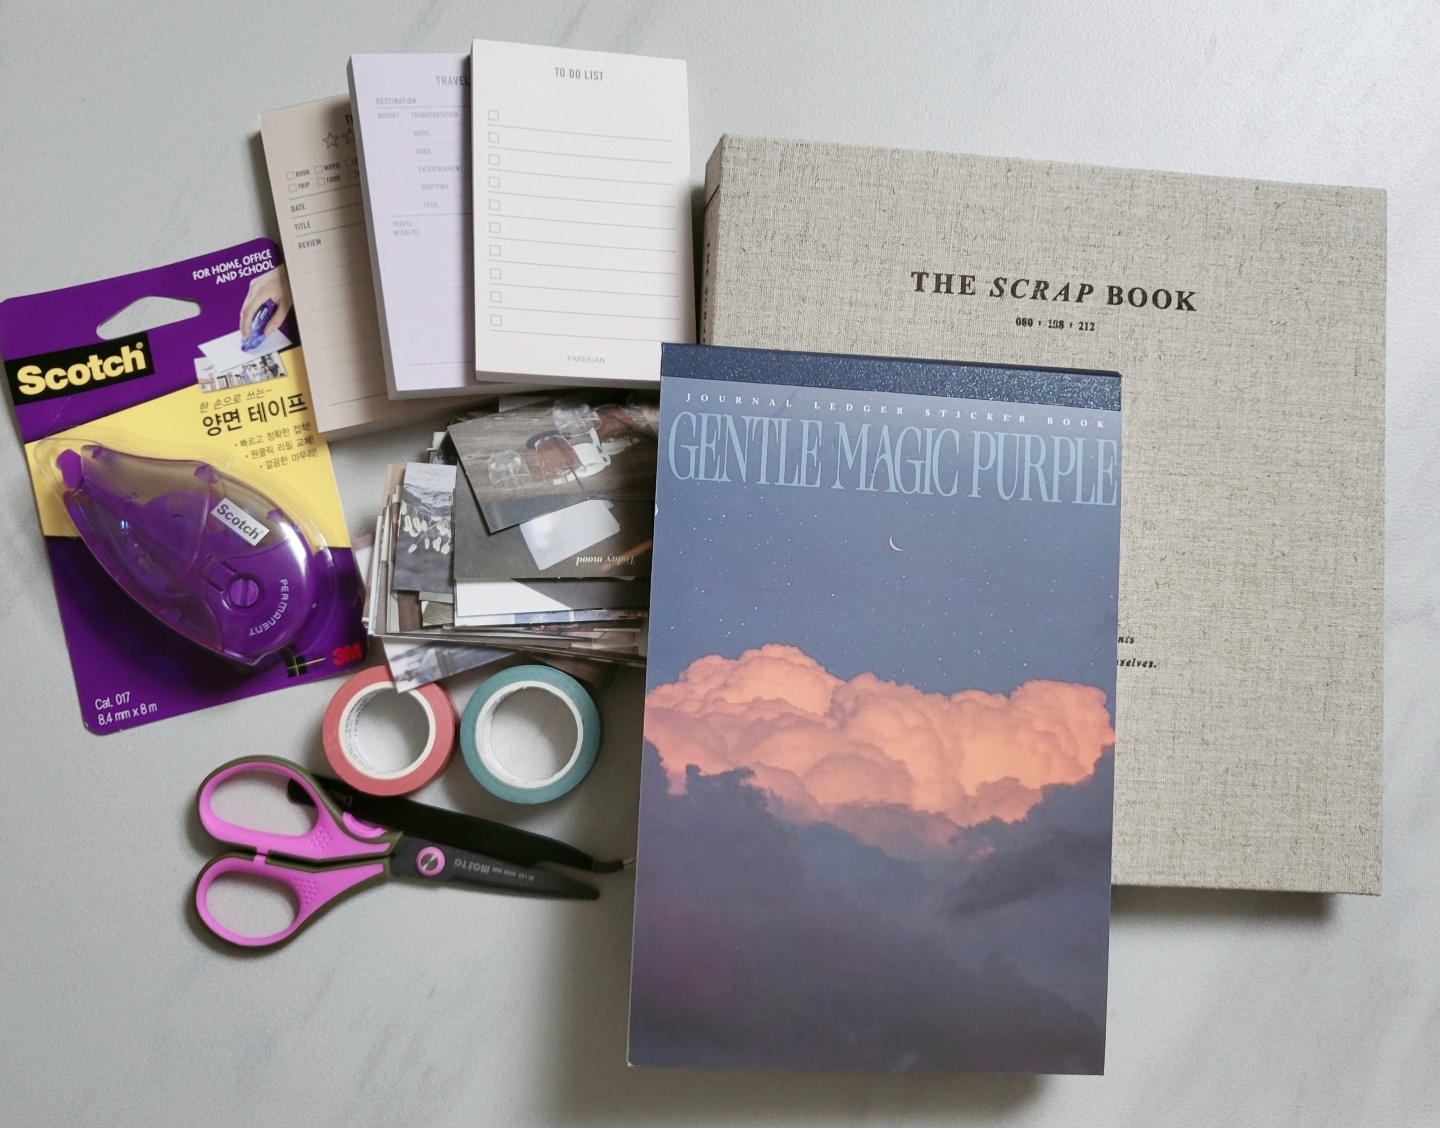 TO DO LIST
PAPERIAN
TRAVEL
DESTINATION
BUDGET TRANSPORTATION
HOTEL
FOOD
ENTERTAINMENT
SHOPPING
TOTAL
TRAVEL
WISHLIST
BOOK MOVIE
TRIP FOOD
DATE
TITLE
REVIEW
FOR HOME, OFFICE
AND SCHOOL
Scotch
한 손으로 쓰는
양면 테이프
• 빠르고 정확한 접착!
• 원클릭 리필 교체!
• 깔끔한 마무리!
Scotch
PERMANENT
3M
Cat. 017
8.4 mm x 8 m
Today mood
THE SCRAP BOOK
JOURNAL LEDGER STICKER BOOK
GENTLE MAGIC PURPLE